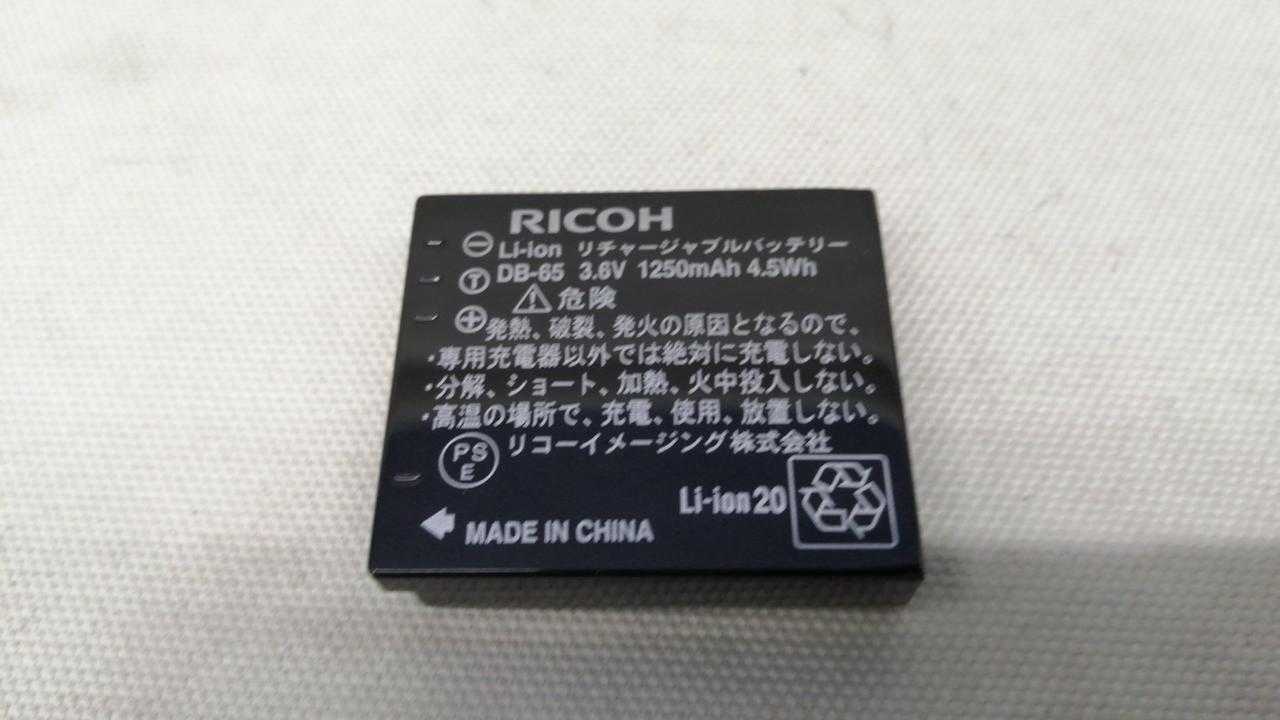 RICOH
⊖ Li-ion リチャージャブルバッテリー
Ⓣ DB-65 3.6V 1250mAh 4.5Wh
⚠危険
⊕ 発熱、破裂、発火の原因となるので、
・専用充電器以外では絶対に充電しない。
・分解、ショート、加熱、火中投入しない。
・高温の場所で、充電、使用、放置しない。
PSE リコーイメージング株式会社
Li-ion20
MADE IN CHINA